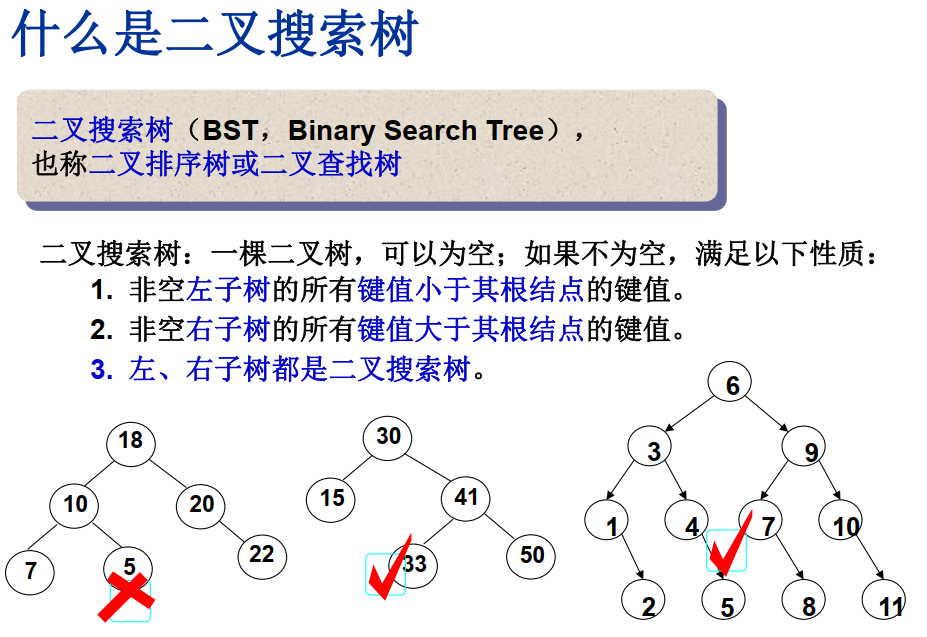 什么是二叉搜索树
二叉搜索树（BST，Binary Search Tree），
也称二叉排序树或二叉查找树
二叉搜索树：一棵二叉树，可以为空；如果不为空，满足以下性质：
1. 非空左子树的所有键值小于其根结点的键值。
2. 非空右子树的所有键值大于其根结点的键值。
3. 左、右子树都是二叉搜索树。
18
10 20
7 5 22
30
15 41
33 50
6
3 9
1 4 7 10
2 5 8 11